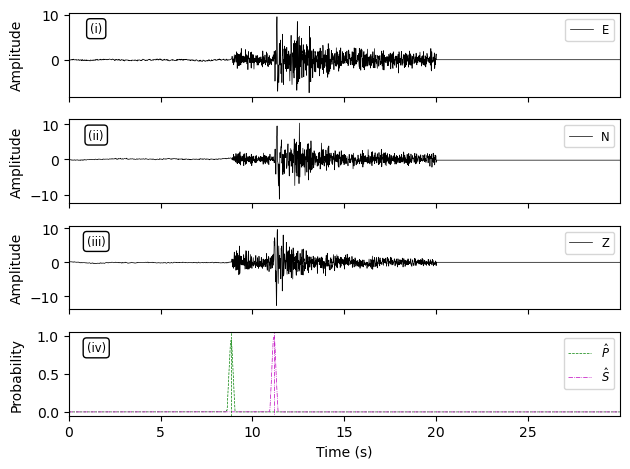 10
(i)
E
0
Amplitude
10
(ii)
N
0
−10
Amplitude
10
(iii)
Z
0
−10
Amplitude
1.0
(iv)
P̂
0.5
Ŝ
0.0
Probability
0 5 10 15 20 25
Time (s)